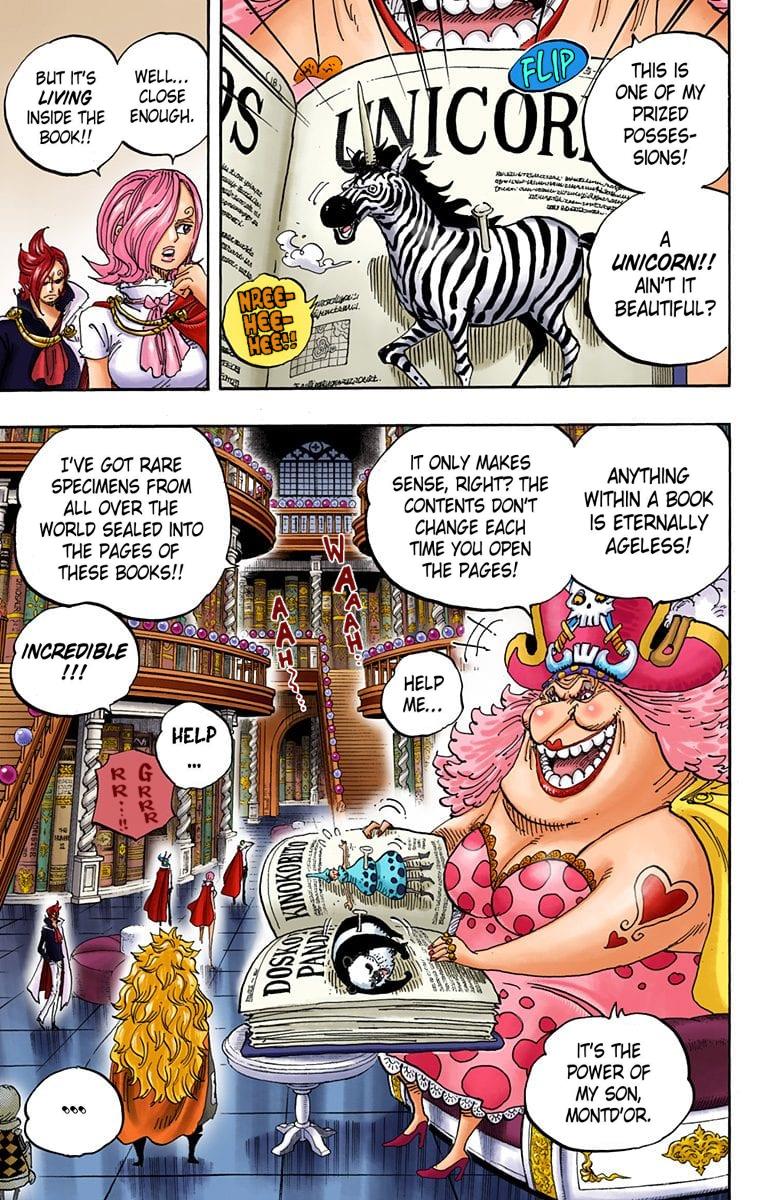 THIS IS
ONE OF MY
PRIZED
POSSES-
SIONS!
FLIP
UNICOR
OS
(18)
A
UNICORN!!
AIN'T IT
BEAUTIFUL?
NREE-
HEE-
HEE!!
WELL...
CLOSE
ENOUGH.
BUT IT'S
LIVING
INSIDE THE
BOOK!!
ANYTHING
WITHIN A BOOK
IS ETERNALLY
AGELESS!
IT ONLY MAKES
SENSE, RIGHT? THE
CONTENTS DON'T
CHANGE EACH
TIME YOU OPEN
THE PAGES!
I'VE GOT RARE
SPECIMENS FROM
ALL OVER THE
WORLD SEALED INTO
THE PAGES OF
THESE BOOKS!!
WAAAH..
AAH~...
INCREDIBLE
!!!
HELP
ME...
HELP
...
GRRR
RR...!!
KINOKOBITO
DOSKOI
PANDA
IT'S THE
POWER OF
MY SON,
MONTD'OR.
...